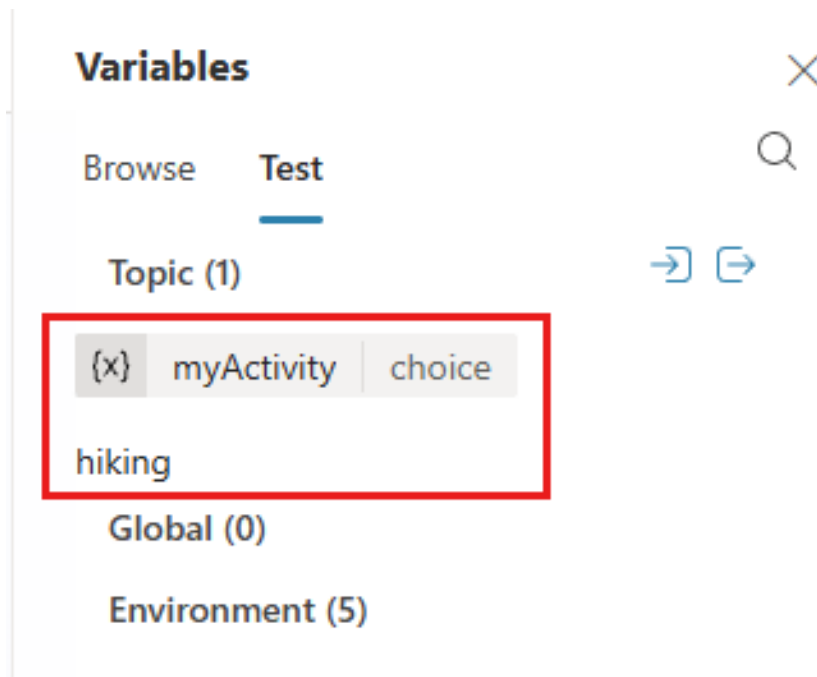 Variables
Browse Test
Topic (1)
{x} myActivity choice
hiking
Global (0)
Environment (5)